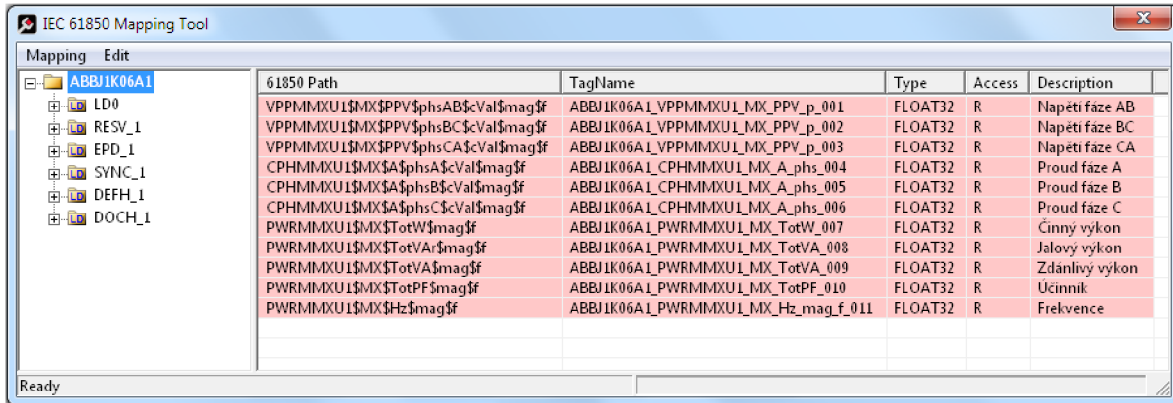 IEC 61850 Mapping Tool
Mapping Edit
ABBJ1K06A1
LD0
RESV_1
EPD_1
SYNC_1
DEFH_1
DOCH_1
61850 Path TagName Type Access Description
VPPMMXU1$MX$PPV$phsAB$cVal$mag$f ABBJ1K06A1_VPPMMXU1_MX_PPV_p_001 FLOAT32 R Napětí fáze AB
VPPMMXU1$MX$PPV$phsBC$cVal$mag$f ABBJ1K06A1_VPPMMXU1_MX_PPV_p_002 FLOAT32 R Napětí fáze BC
VPPMMXU1$MX$PPV$phsCA$cVal$mag$f ABBJ1K06A1_VPPMMXU1_MX_PPV_p_003 FLOAT32 R Napětí fáze CA
CPHMMXU1$MX$A$phsA$cVal$mag$f ABBJ1K06A1_CPHMMXU1_MX_A_phs_004 FLOAT32 R Proud fáze A
CPHMMXU1$MX$A$phsB$cVal$mag$f ABBJ1K06A1_CPHMMXU1_MX_A_phs_005 FLOAT32 R Proud fáze B
CPHMMXU1$MX$A$phsC$cVal$mag$f ABBJ1K06A1_CPHMMXU1_MX_A_phs_006 FLOAT32 R Proud fáze C
PWRMMXU1$MX$TotW$mag$f ABBJ1K06A1_PWRMMXU1_MX_TotW_007 FLOAT32 R Činný výkon
PWRMMXU1$MX$TotVAr$mag$f ABBJ1K06A1_PWRMMXU1_MX_TotVA_008 FLOAT32 R Jalový výkon
PWRMMXU1$MX$TotVA$mag$f ABBJ1K06A1_PWRMMXU1_MX_TotVA_009 FLOAT32 R Zdánlivý výkon
PWRMMXU1$MX$TotPF$mag$f ABBJ1K06A1_PWRMMXU1_MX_TotPF_010 FLOAT32 R Účinník
PWRMMXU1$MX$Hz$mag$f ABBJ1K06A1_PWRMMXU1_MX_Hz_mag_f_011 FLOAT32 R Frekvence
Ready